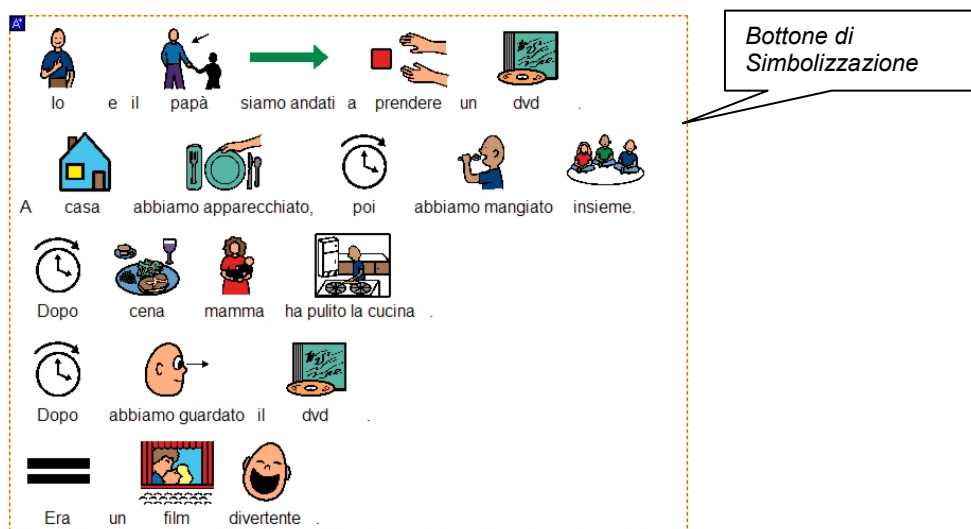 Bottone di
Simbolizzazione
Io e il papà siamo andati a prendere un dvd .
A casa abbiamo apparecchiato, poi abbiamo mangiato insieme.
Dopo cena mamma ha pulito la cucina .
Dopo abbiamo guardato il dvd .
Era un film divertente .